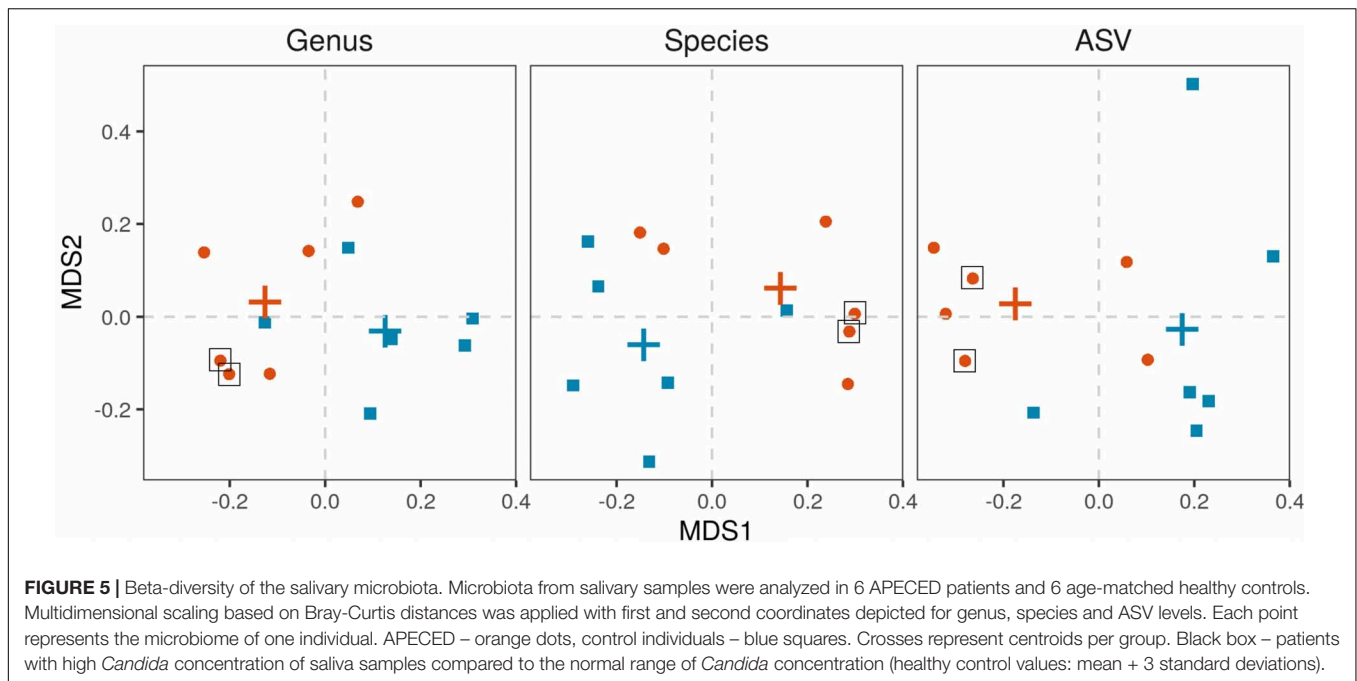 Genus Species ASV
0.4
0.2
0.0
-0.2
MDS2
-0.2 0.0 0.2 0.4 -0.2 0.0 0.2 0.4 -0.2 0.0 0.2 0.4
MDS1
FIGURE 5 | Beta-diversity of the salivary microbiota. Microbiota from salivary samples were analyzed in 6 APECED patients and 6 age-matched healthy controls.
Multidimensional scaling based on Bray-Curtis distances was applied with first and second coordinates depicted for genus, species and ASV levels. Each point
represents the microbiome of one individual. APECED – orange dots, control individuals – blue squares. Crosses represent centroids per group. Black box – patients
with high Candida concentration of saliva samples compared to the normal range of Candida concentration (healthy control values: mean + 3 standard deviations).